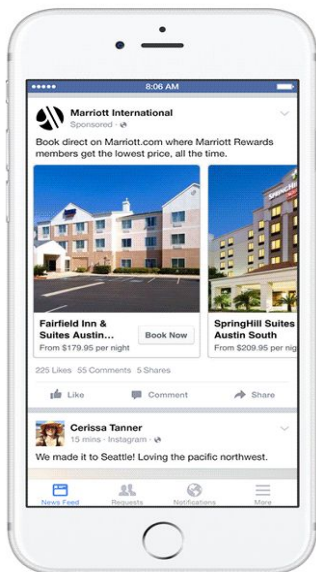 8:06 AM
Marriott International
Sponsored ·
Book direct on Marriott.com where Marriott Rewards
members get the lowest price, all the time.
SPRINGHILL SUITES
Fairfield Inn &
Suites Austin...
Book Now
From $179.95 per night
SpringHill Suites
Austin South
From $209.95 per nig
225 Likes 55 Comments 5 Shares
Like
Comment
Share
Cerissa Tanner
15 mins · Instagram ·
We made it to Seattle! Loving the pacific northwest.
News Feed
Requests
Notifications
More